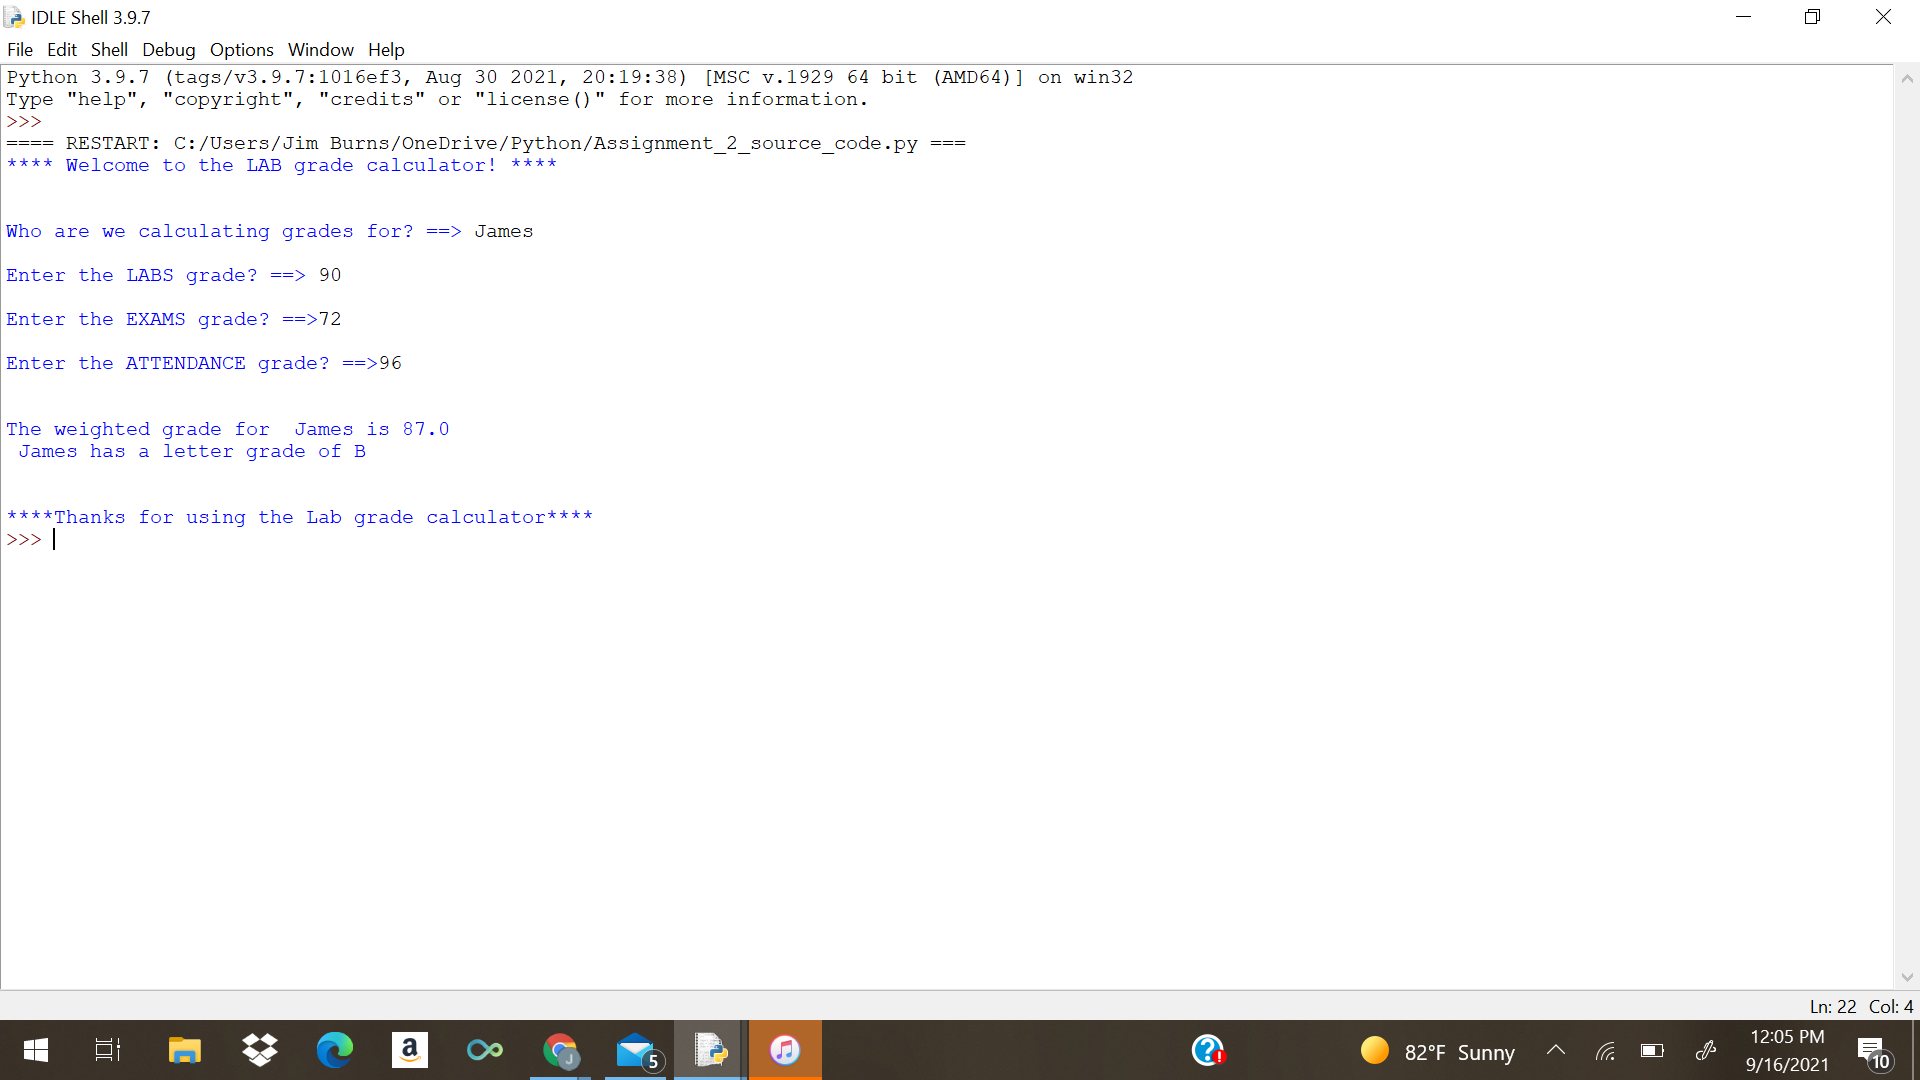 IDLE Shell 3.9.7
File Edit Shell Debug Options Window Help
Python 3.9.7 (tags/v3.9.7:1016ef3, Aug 30 2021, 20:19:38) [MSC v.1929 64 bit (AMD64)] on win32
Type "help", "copyright", "credits" or "license()" for more information.
>>>
==== RESTART: C:/Users/Jim Burns/OneDrive/Python/Assignment_2_source_code.py ===
**** Welcome to the LAB grade calculator! ****
Who are we calculating grades for? ==> James
Enter the LABS grade? ==> 90
Enter the EXAMS grade? ==>72
Enter the ATTENDANCE grade? ==>96
The weighted grade for  James is 87.0
James has a letter grade of B
****Thanks for using the Lab grade calculator****
>>>
Ln: 22 Col: 4
a
J
5
82°F Sunny
12:05 PM
9/16/2021
10